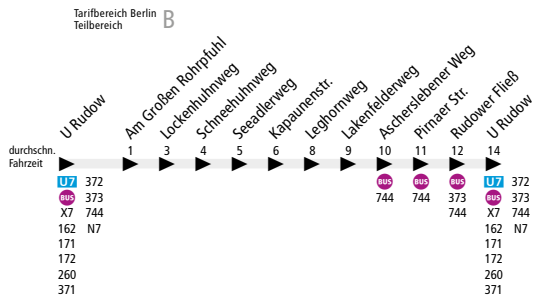 Tarifbereich Berlin B
Teilbereich
U Rudow
Am Großen Rohrpfuhl
Lockenhuhnweg
Schneehuhnweg
Seeadlerweg
Kapaunenstr.
Leghornweg
Lakenfelderweg
Ascherslebener Weg
Pirnaer Str.
Rudower Fließ
U Rudow
durchschn. 1 3 4 5 6 8 9 10 11 12 14
Fahrzeit
U7 372 BUS BUS BUS U7 372
BUS 373 744 744 373 BUS 373
X7 744 744 X7 744
162 N7 162 N7
171 171
172 172
260 260
371 371